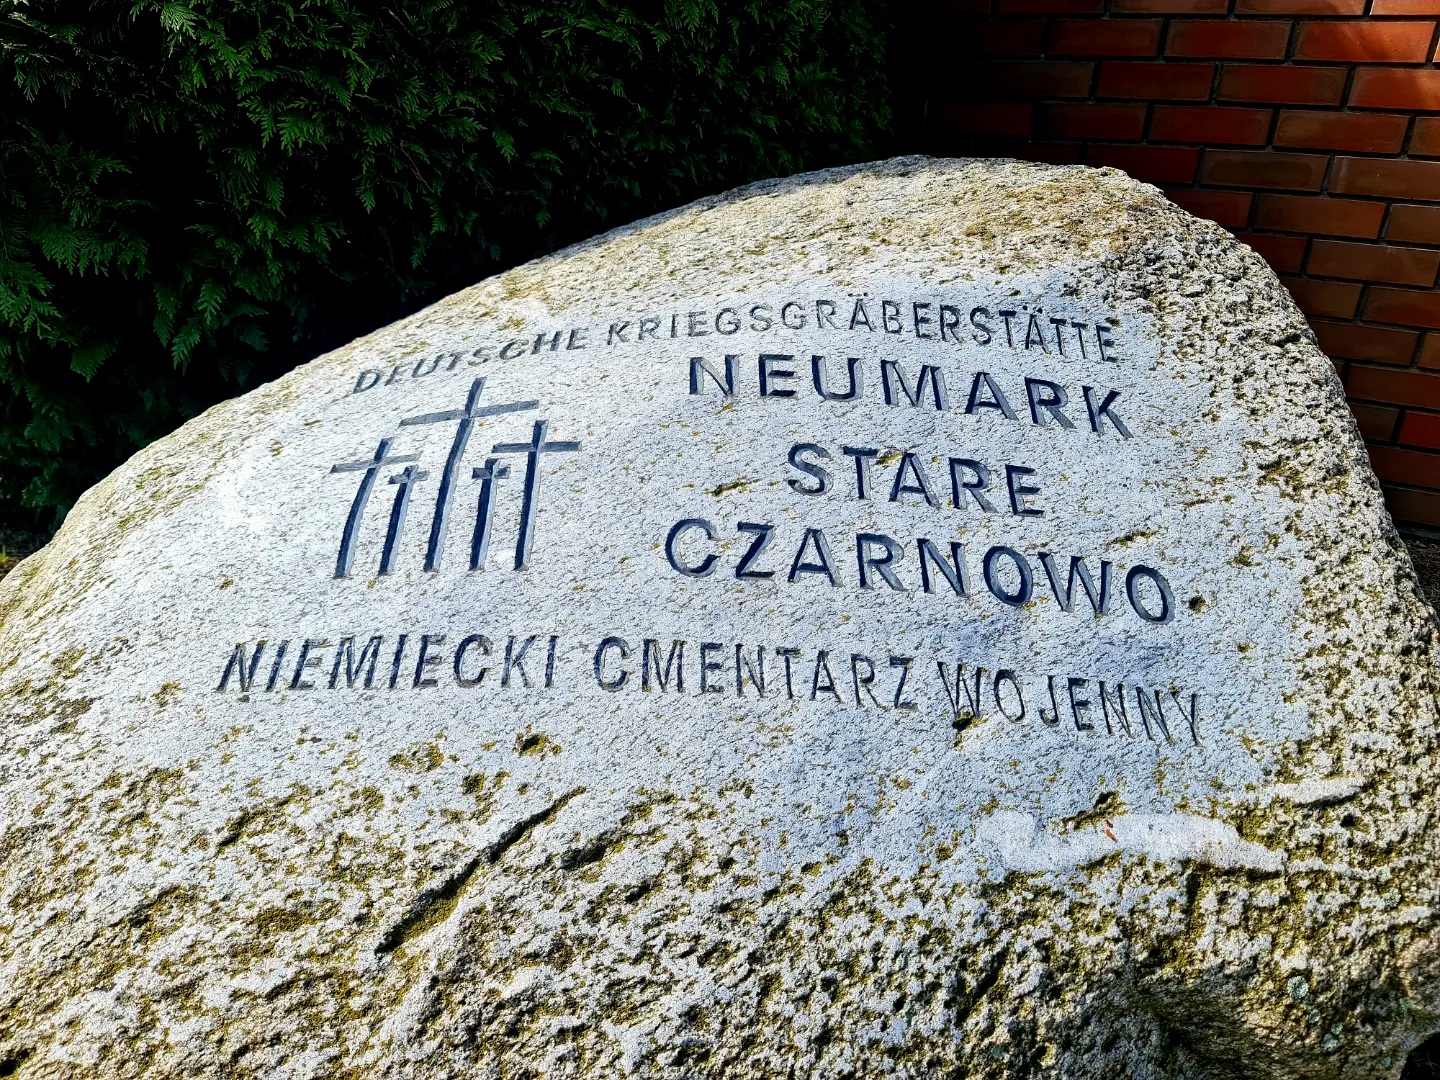 DEUTSCHE KRIEGSGRÄBERSTÄTTE
NEUMARK
STARE
CZARNOWO
NIEMIECKI CMENTARZ WOJENNY